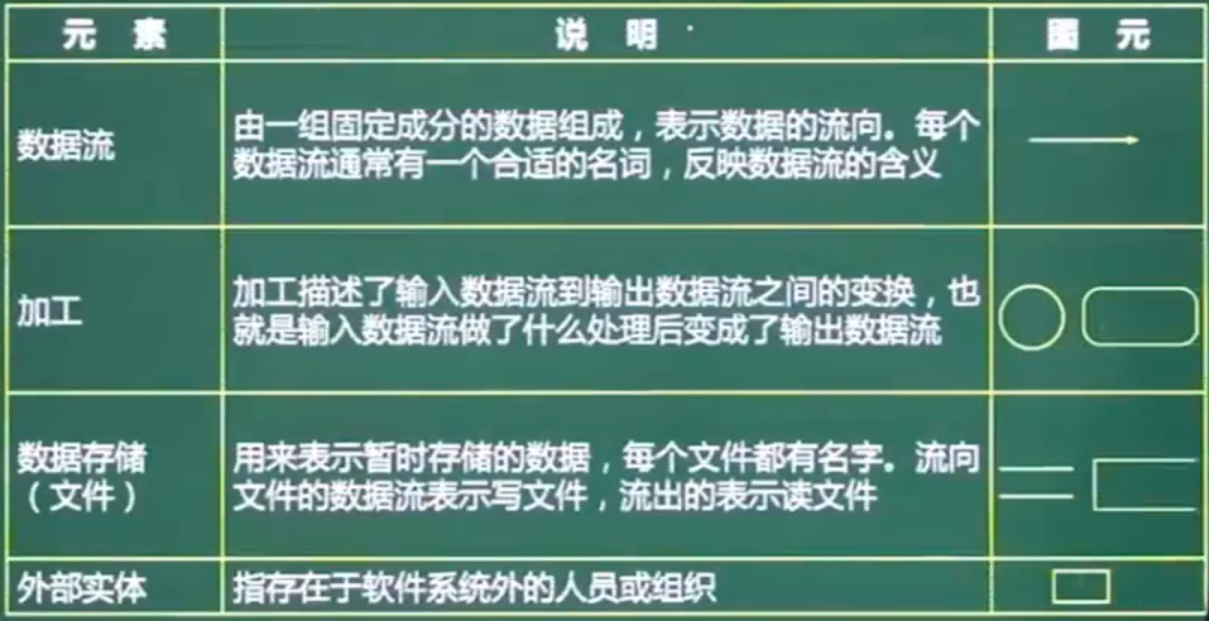 元 素 说 明 图 元
数据流
由一组固定成分的数据组成，表示数据的流向。每个
数据流通常有一个合适的名词，反映数据流的含义
加工
加工描述了输入数据流到输出数据流之间的变换，也
就是输入数据流做了什么处理后变成了输出数据流
数据存储
（文件）
用来表示暂时存储的数据，每个文件都有名字。流向
文件的数据流表示写文件，流出的表示读文件
外部实体
指存在于软件系统外的人员或组织